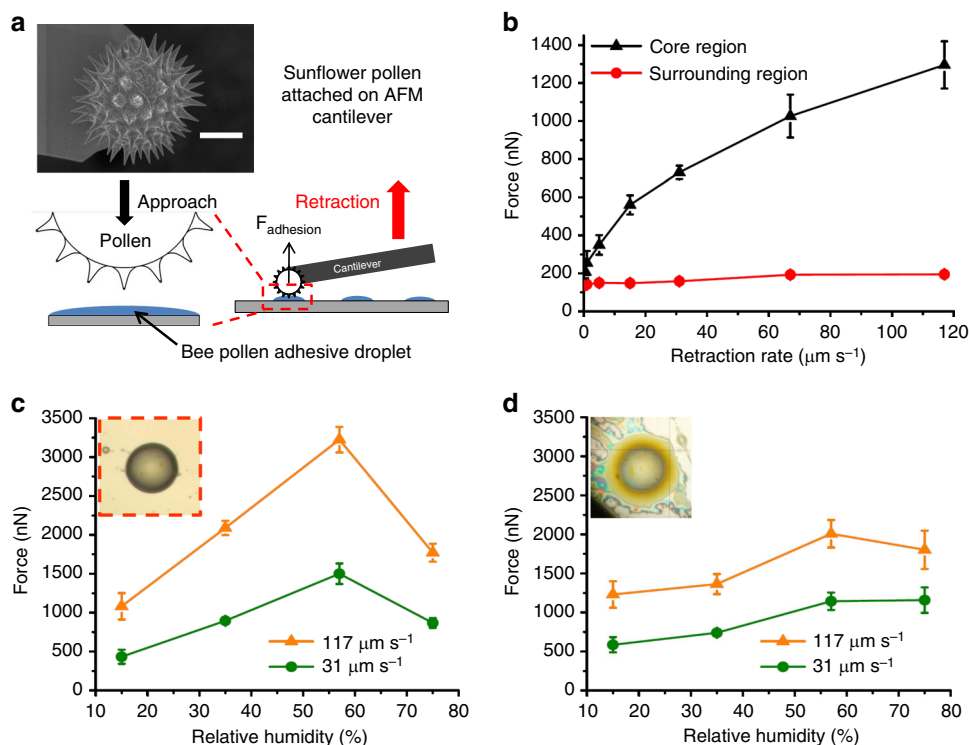 a
Sunflower pollen
attached on AFM
cantilever
Approach
Retraction
Pollen
F_adhesion
Cantilever
Bee pollen adhesive droplet
b
1400
1200
1000
800
600
400
200
0
Force (nN)
Core region
Surrounding region
0 20 40 60 80 100 120
Retraction rate (μm s⁻¹)
c
3500
3000
2500
2000
1500
1000
500
0
Force (nN)
117 μm s⁻¹
31 μm s⁻¹
10 20 30 40 50 60 70 80
Relative humidity (%)
d
3500
3000
2500
2000
1500
1000
500
0
Force (nN)
117 μm s⁻¹
31 μm s⁻¹
10 20 30 40 50 60 70 80
Relative humidity (%)